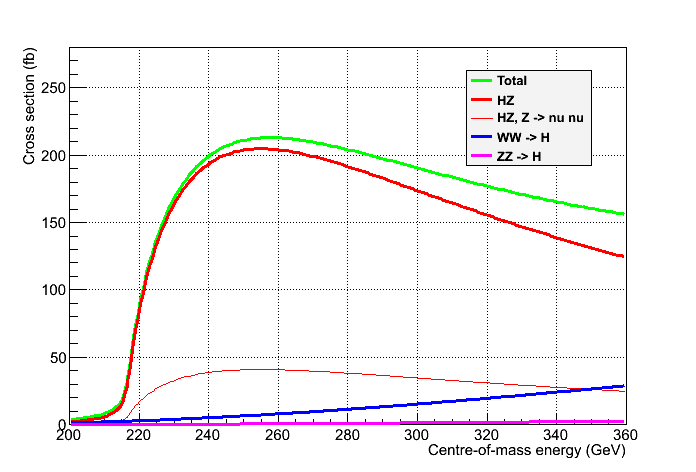 Cross section (fb)
250
200
150
100
50
0
Total
HZ
HZ, Z -> nu nu
WW -> H
ZZ -> H
200 220 240 260 280 300 320 340 360
Centre-of-mass energy (GeV)